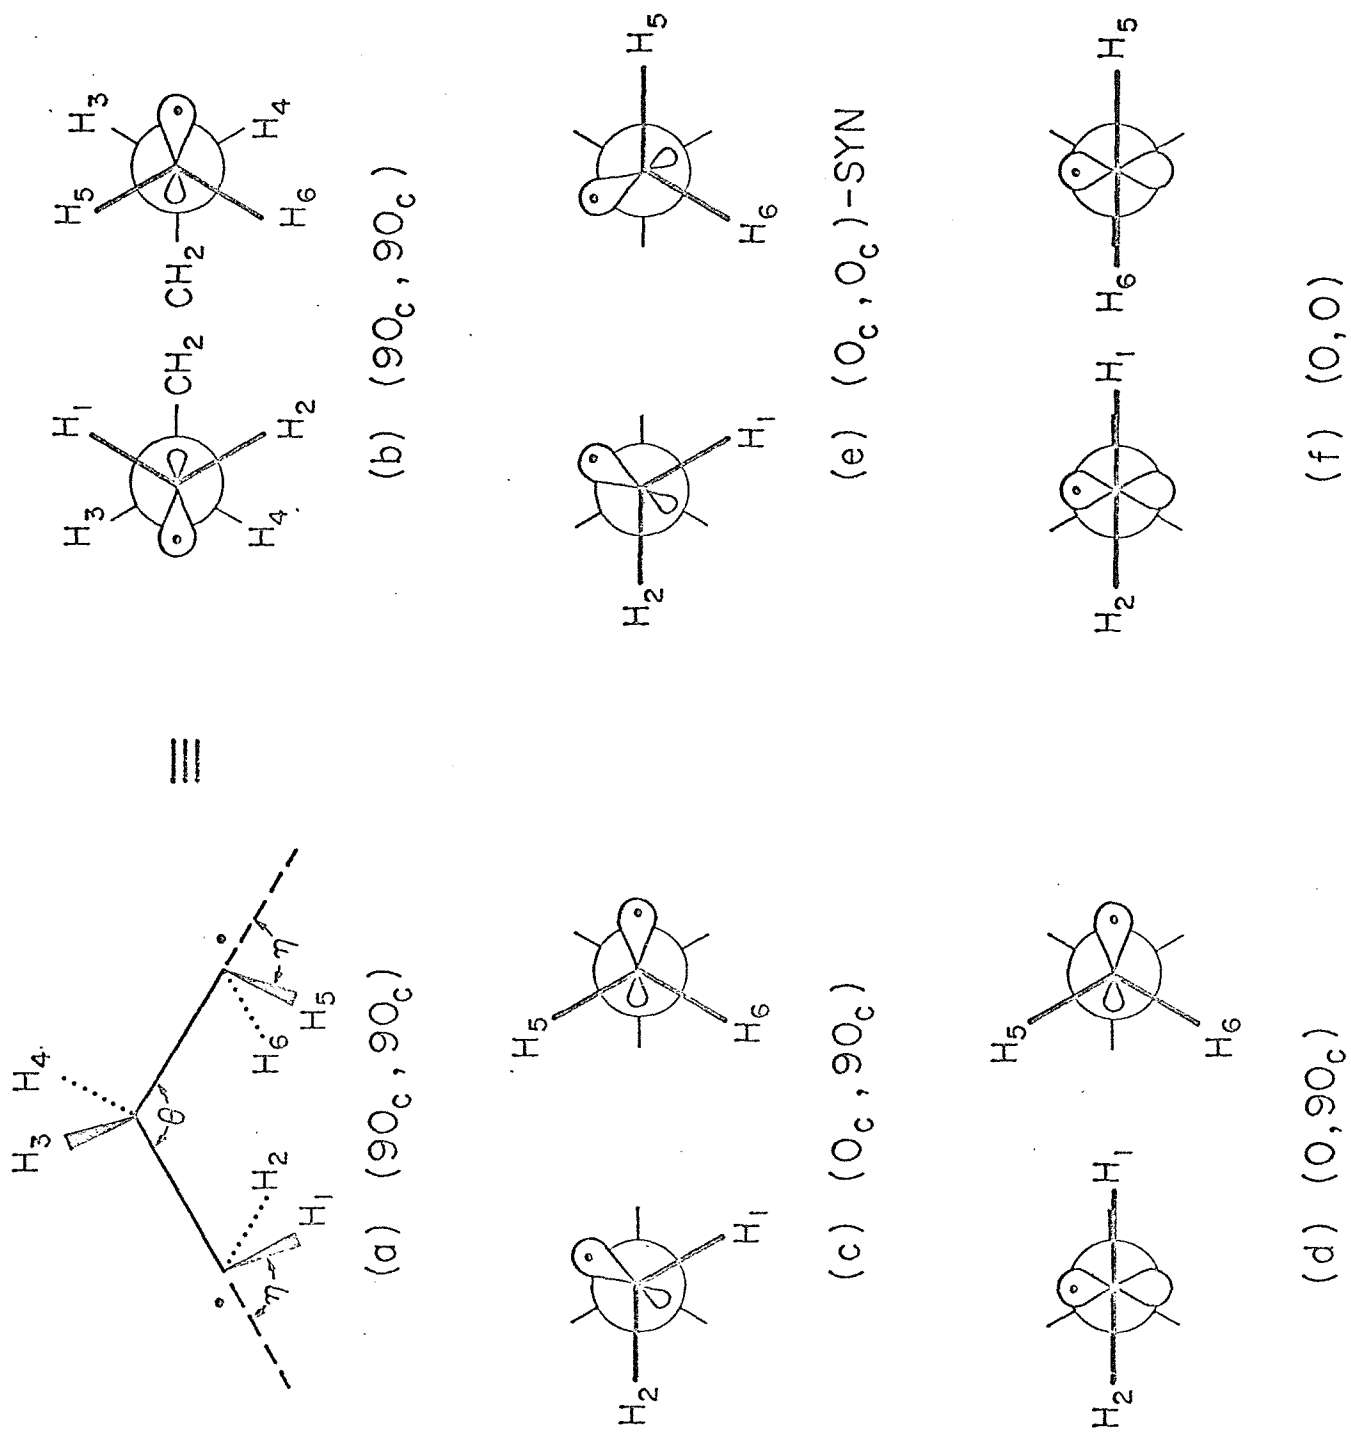 H3 H4
θ
η H1 H2
H6 H5 η
(a) (90c, 90c)
≡
H3 H1
CH2
H4 H2
H5 H3
CH2
H6 H4
(b) (90c, 90c)
H2 H1
H5
H6
(c) (0c, 90c)
H2 H1
H5
H6
(d) (0, 90c)
H2 H1
H6 H5
(e) (0c, 0c)-SYN
H2 H1
H6 H5
(f) (0, 0)